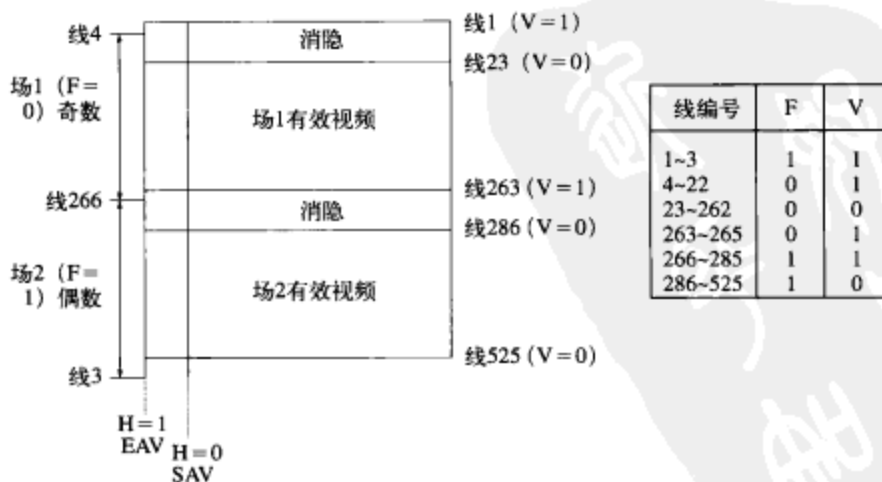 线4
场1 (F=
0) 奇数
线266
场2 (F=
1) 偶数
线3
消隐
场1有效视频
消隐
场2有效视频
线1 (V=1)
线23 (V=0)
线263 (V=1)
线286 (V=0)
线525 (V=0)
H=1
EAV
H=0
SAV
线编号 F V
1~3 1 1
4~22 0 1
23~262 0 0
263~265 0 1
266~285 1 1
286~525 1 0